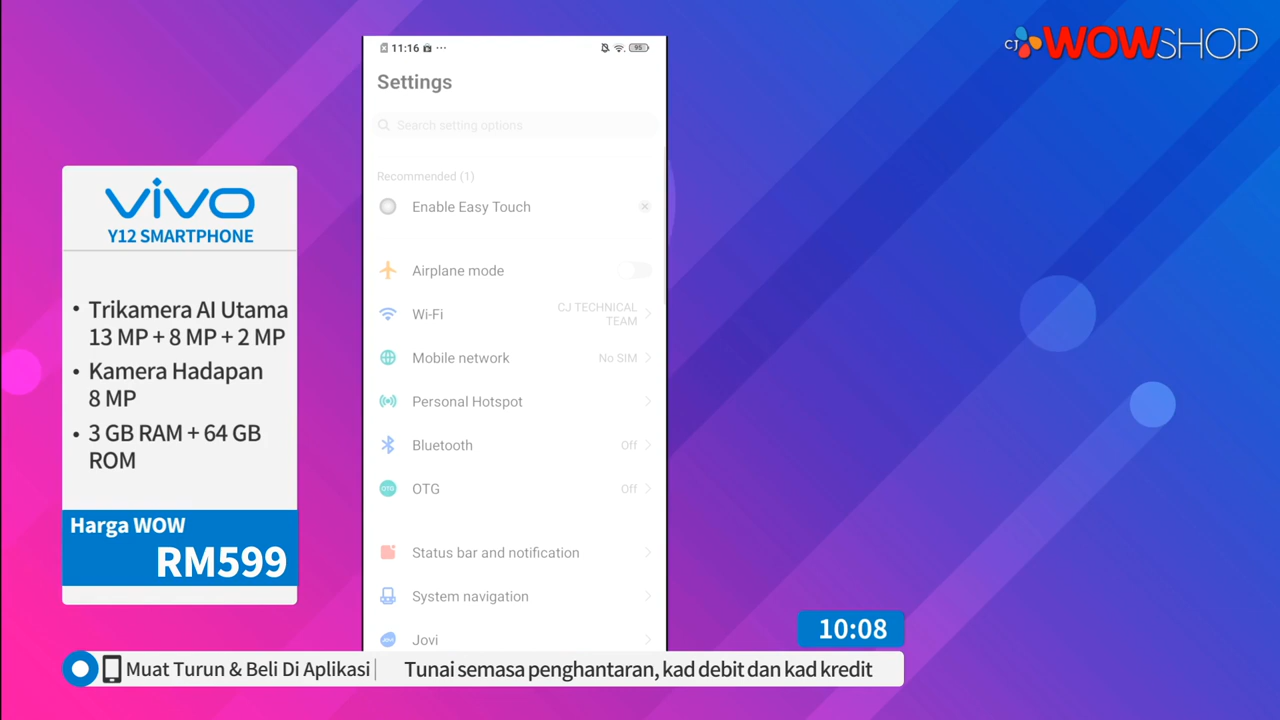 CJ WOWSHOP
11:16 ...
95
Settings
Search setting options
Recommended (1)
Enable Easy Touch
Airplane mode
Wi-Fi
CJ TECHNICAL
TEAM
Mobile network No SIM
Personal Hotspot
Bluetooth Off
OTG OTG Off
Status bar and notification
System navigation
Jovi
vivo
Y12 SMARTPHONE
• Trikamera AI Utama
13 MP + 8 MP + 2 MP
• Kamera Hadapan
8 MP
• 3 GB RAM + 64 GB
ROM
Harga WOW
RM599
10:08
Muat Turun & Beli Di Aplikasi | Tunai semasa penghantaran, kad debit dan kad kredit